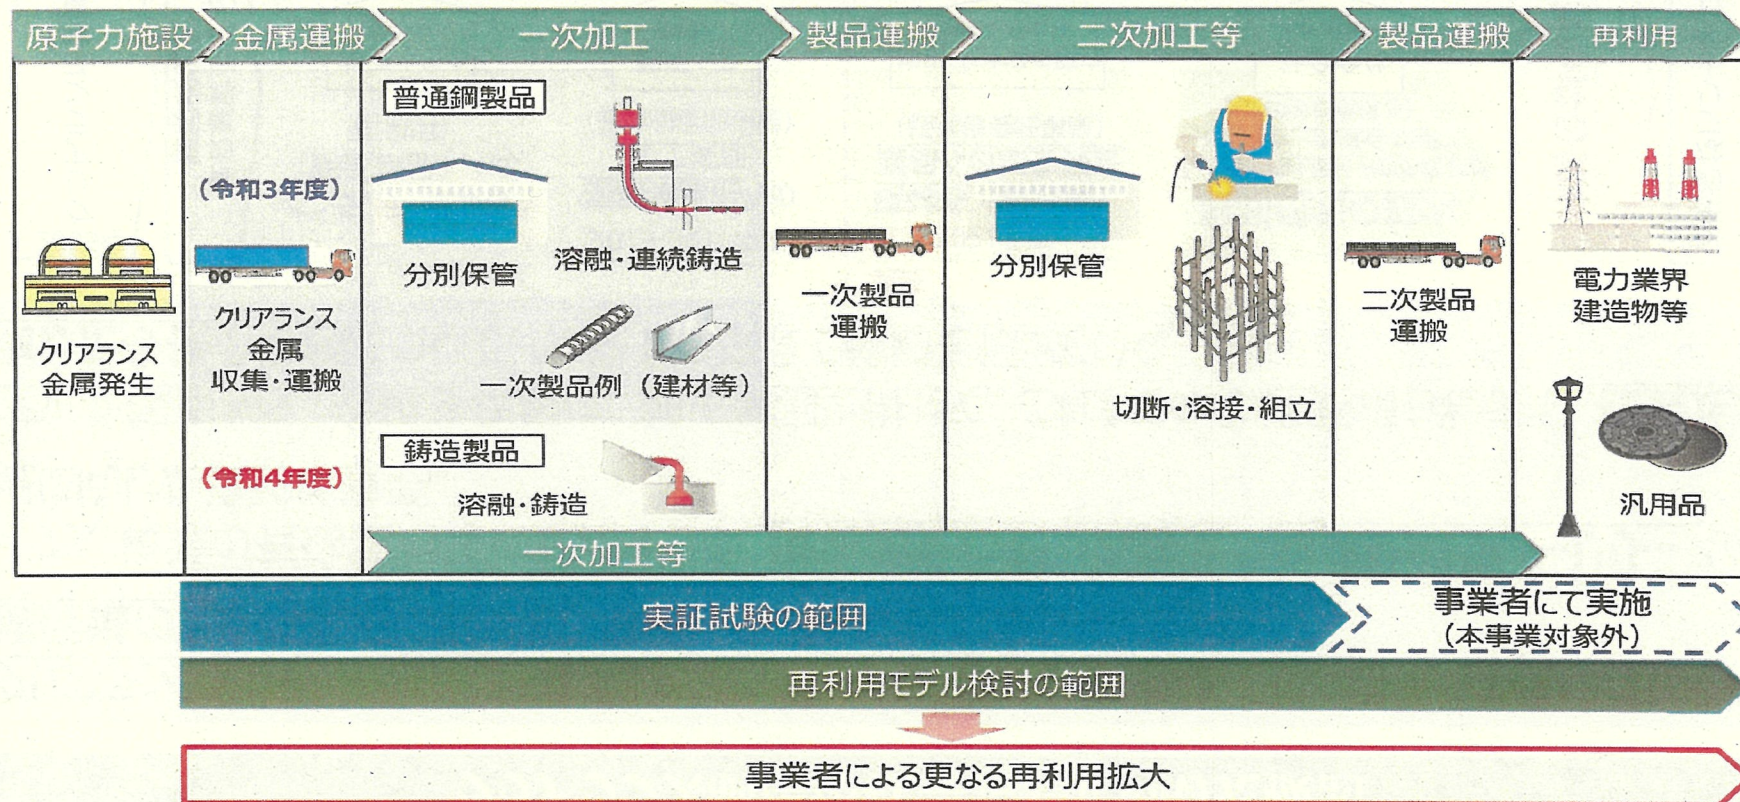 原子力施設
金属運搬
一次加工
製品運搬
二次加工等
製品運搬
再利用
クリアランス
金属発生
(令和3年度)
クリアランス
金属
収集・運搬
(令和4年度)
普通鋼製品
分別保管
溶融・連続鋳造
一次製品例(建材等)
鋳造製品
溶融・鋳造
一次製品
運搬
分別保管
切断・溶接・組立
二次製品
運搬
電力業界
建造物等
汎用品
一次加工等
実証試験の範囲
事業者にて実施
(本事業対象外)
再利用モデル検討の範囲
事業者による更なる再利用拡大